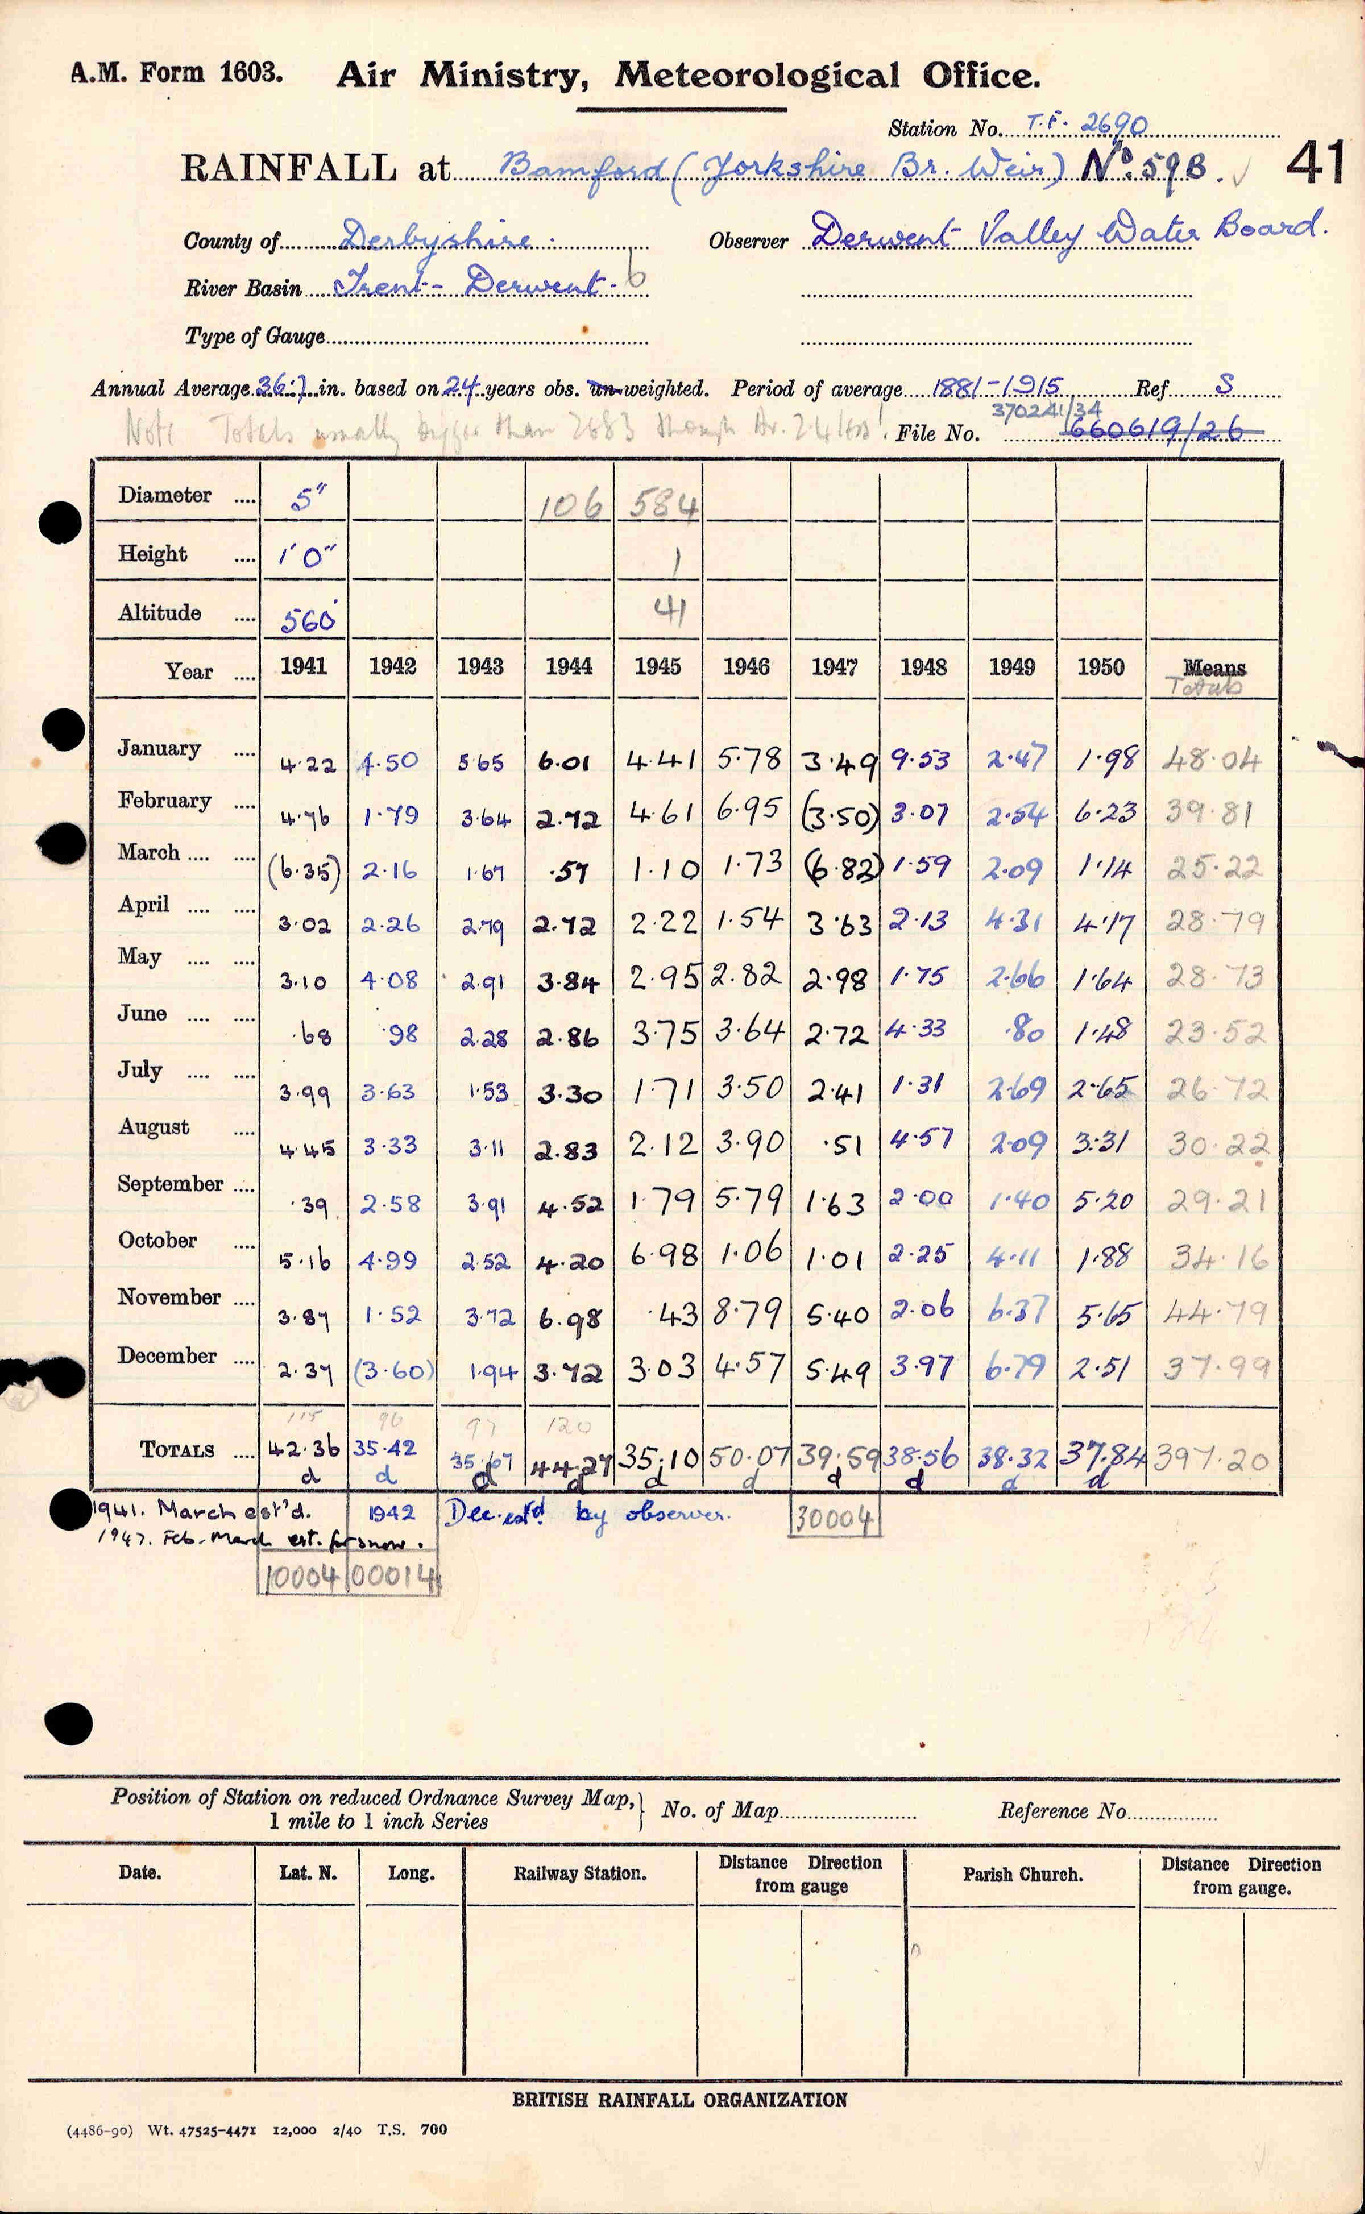 A.M. Form 1603. Air Ministry, Meteorological Office.
Station No. T.F. 2690
RAINFALL at Bamford (Yorkshire Br. Weir) No. 59B. 41
County of Derbyshire. Observer Derwent Valley Water Board.
River Basin Trent - Derwent. 6
Type of Gauge
Annual Average 36.7 in. based on 24 years obs. un-weighted. Period of average 1881-1915 Ref S
370241/34
Note Totals usually bigger than 2683 though Av. 24 less! File No. 660619/26
Diameter .... 5" 106 584
Height .... 1'0" 1
Altitude .... 560' 41
Year .... 1941 1942 1943 1944 1945 1946 1947 1948 1949 1950 Means
Totals
January .... 4.22 4.50 5.65 6.01 4.41 5.78 3.49 9.53 2.47 1.98 48.04
February .... 4.76 1.79 3.64 2.72 4.61 6.95 (3.50) 3.07 2.54 6.23 39.81
March .... .... (6.35) 2.16 1.67 .57 1.10 1.73 (6.82) 1.59 2.09 1.14 25.22
April .... .... 3.02 2.26 2.79 2.72 2.22 1.54 3.63 2.13 4.31 4.17 28.79
May .... .... 3.10 4.08 2.91 3.84 2.95 2.82 2.98 1.75 2.66 1.64 28.73
June .... .... .68 .98 2.28 2.86 3.75 3.64 2.72 4.33 .80 1.48 23.52
July .... .... 3.99 3.63 1.53 3.30 1.71 3.50 2.41 1.31 2.69 2.65 26.72
August .... 4.45 3.33 3.11 2.83 2.12 3.90 .51 4.57 2.09 3.31 30.22
September .... .39 2.58 3.91 4.52 1.79 5.79 1.63 2.00 1.40 5.20 29.21
October .... 5.16 4.99 2.52 4.20 6.98 1.06 1.01 2.25 4.11 1.88 34.16
November .... 3.87 1.52 3.72 6.98 .43 8.79 5.40 2.06 6.37 5.65 44.79
December .... 2.37 (3.60) 1.94 3.72 3.03 4.57 5.49 3.97 6.79 2.51 37.99
115 96 97 120
TOTALS .... 42.36 35.42 35.67 44.27 35.10 50.07 39.59 38.56 38.32 37.84 397.20
d d d d d d d d d d
1941. March est'd. 1942 Dec. est'd. by observer. 30004
1947. Feb-March est. for snow.
10004 00014
Position of Station on reduced Ordnance Survey Map, } No. of Map Reference No.
1 mile to 1 inch Series
Date. Lat. N. Long. Railway Station. Distance Direction from gauge Parish Church. Distance Direction from gauge.
BRITISH RAINFALL ORGANIZATION
(4486-90) Wt. 47525-4471 12,000 2/40 T.S. 700